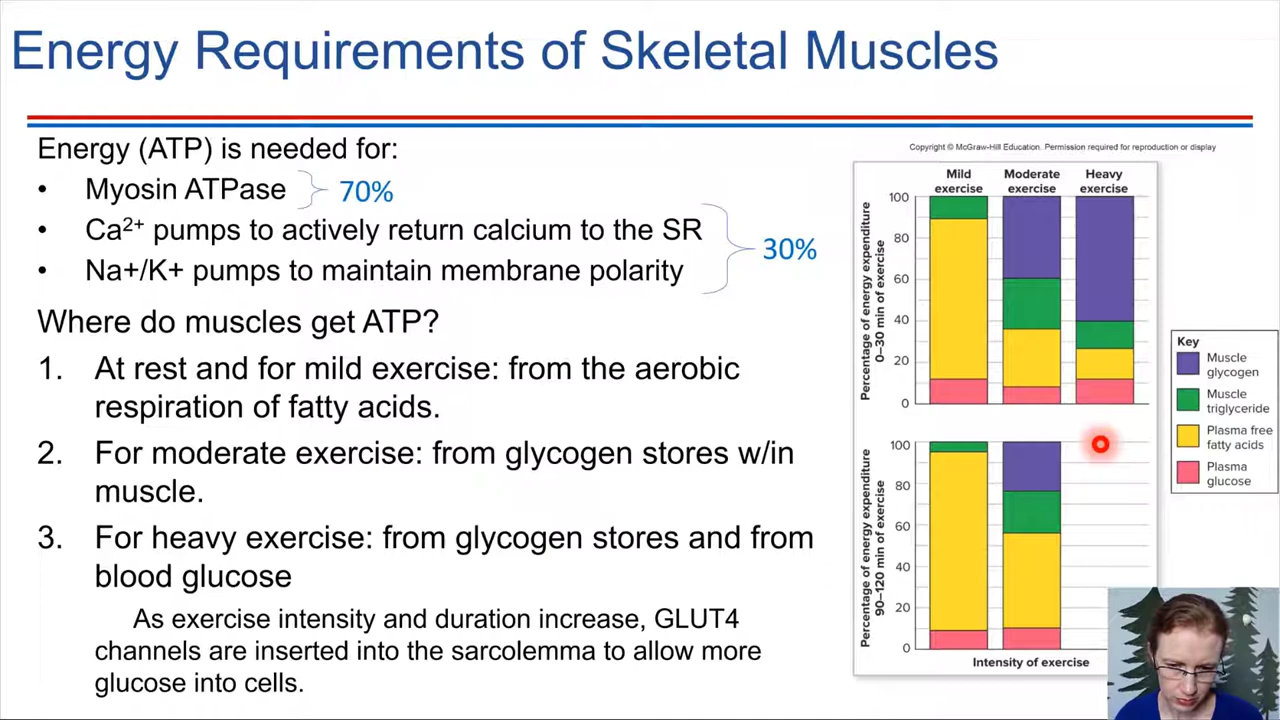 Energy Requirements of Skeletal Muscles
Energy (ATP) is needed for:
• Myosin ATPase
70%
• Ca²⁺ pumps to actively return calcium to the SR
• Na+/K+ pumps to maintain membrane polarity
30%
Where do muscles get ATP?
1. At rest and for mild exercise: from the aerobic
respiration of fatty acids.
2. For moderate exercise: from glycogen stores w/in
muscle.
3. For heavy exercise: from glycogen stores and from
blood glucose
As exercise intensity and duration increase, GLUT4
channels are inserted into the sarcolemma to allow more
glucose into cells.
Copyright © McGraw-Hill Education. Permission required for reproduction or display
Mild
exercise
Moderate
exercise
Heavy
exercise
Percentage of energy expenditure
0–30 min of exercise
100
80
60
40
20
0
Percentage of energy expenditure
90–120 min of exercise
100
80
60
40
20
0
Intensity of exercise
Key
Muscle
glycogen
Muscle
triglyceride
Plasma free
fatty acids
Plasma
glucose